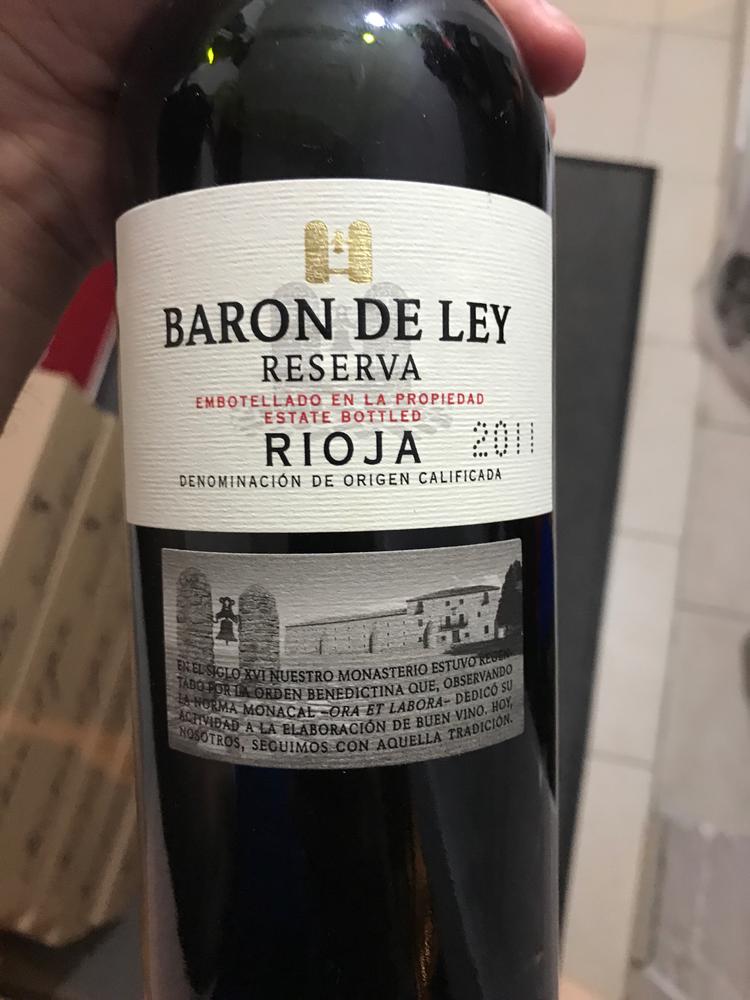 BARON DE LEY
RESERVA
EMBOTELLADO EN LA PROPIEDAD
ESTATE BOTTLED
RIOJA 2011
DENOMINACIÓN DE ORIGEN CALIFICADA
EN EL SIGLO XVI NUESTRO MONASTERIO ESTUVO REGEN-
TADO POR LA ORDEN BENEDICTINA QUE, OBSERVANDO
LA NORMA MONACAL –ORA ET LABORA– DEDICÓ SU
ACTIVIDAD A LA ELABORACIÓN DE BUEN VINO. HOY,
NOSOTROS, SEGUIMOS CON AQUELLA TRADICIÓN.